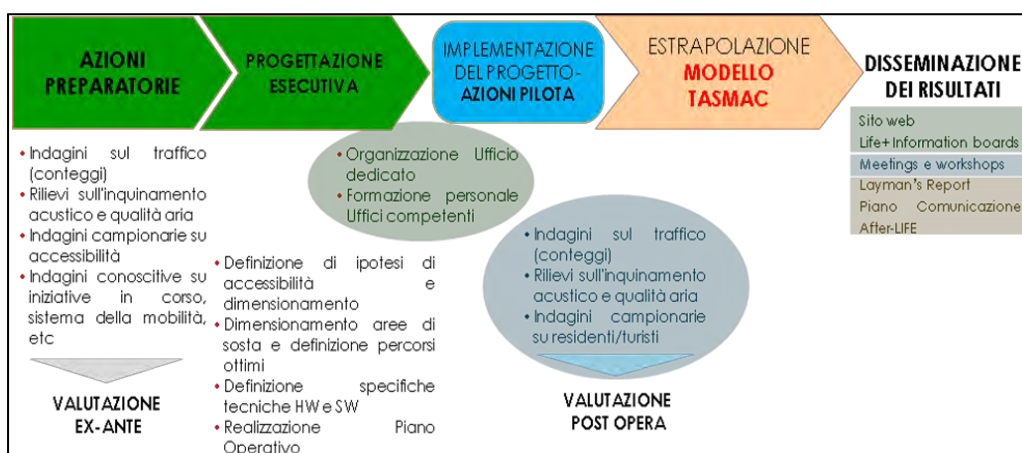 AZIONI
PREPARATORIE
PROGETTAZIONE
ESECUTIVA
IMPLEMENTAZIONE
DEL PROGETTO-
AZIONI PILOTA
ESTRAPOLAZIONE
MODELLO
TASMAC
DISSEMINAZIONE
DEI RISULTATI
Sito web
Life+ Information boards
Meetings e workshops
Layman's Report
Piano Comunicazione
After-LIFE
• Indagini sul traffico
(conteggi)
• Rilievi sull'inquinamento
acustico e qualità aria
• Indagini campionarie su
accessibilità
• Indagini conoscitive su
iniziative in corso,
sistema della mobilità,
etc
VALUTAZIONE
EX-ANTE
• Organizzazione Ufficio
dedicato
• Formazione personale
Uffici competenti
• Definizione di ipotesi di
accessibilità e
dimensionamento
• Dimensionamento aree di
sosta e definizione percorsi
ottimi
• Definizione specifiche
tecniche HW e SW
• Realizzazione Piano
Operativo
• Indagini sul traffico
(conteggi)
• Rilievi sull'inquinamento
acustico e qualità aria
• Indagini campionarie
su residenti/turisti
VALUTAZIONE
POST OPERA